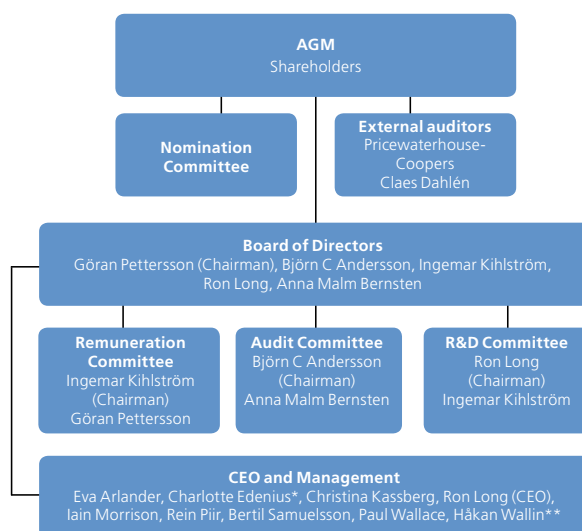 AGM
Shareholders
Nomination
Committee
External auditors
Pricewaterhouse-
Coopers
Claes Dahlén
Board of Directors
Göran Pettersson (Chairman), Björn C Andersson, Ingemar Kihlström,
Ron Long, Anna Malm Bernsten
Remuneration
Committee
Ingemar Kihlström
(Chairman)
Göran Pettersson
Audit Committee
Björn C Andersson
(Chairman)
Anna Malm Bernsten
R&D Committee
Ron Long
(Chairman)
Ingemar Kihlström
CEO and Management
Eva Arlander, Charlotte Edenius*, Christina Kassberg, Ron Long (CEO),
Iain Morrison, Rein Piir, Bertil Samuelsson, Paul Wallace, Håkan Wallin**